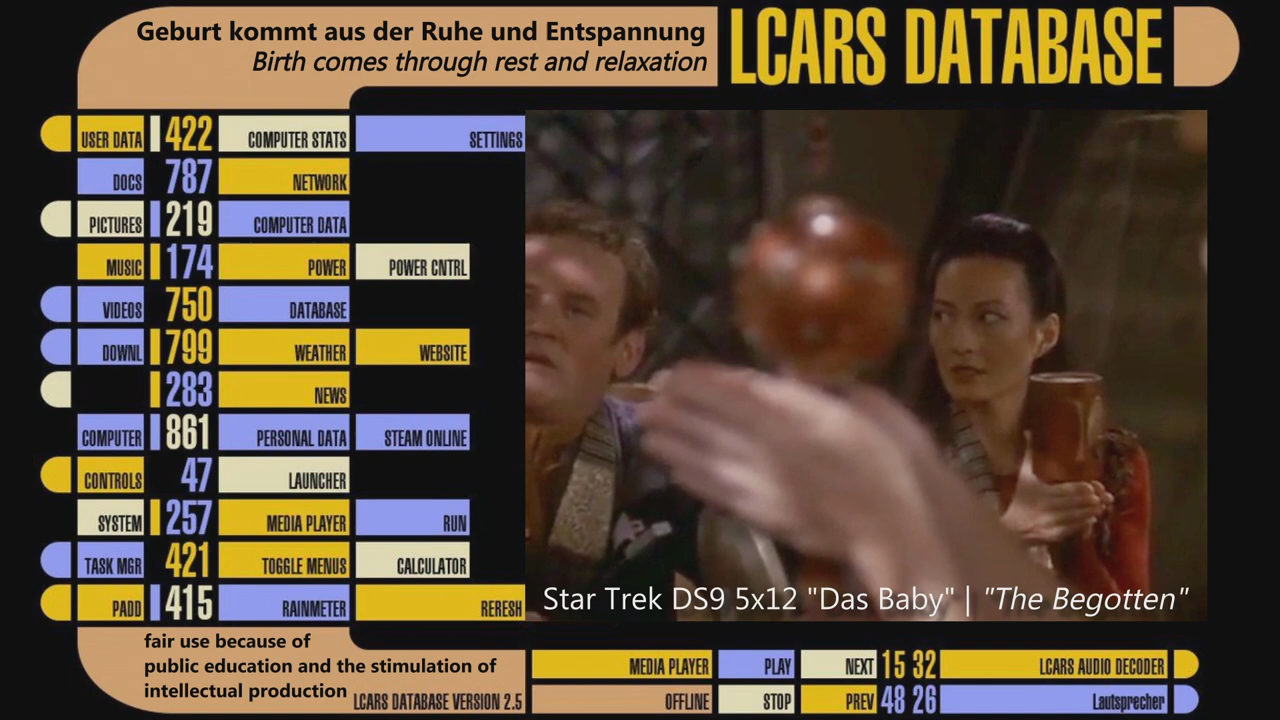 Geburt kommt aus der Ruhe und Entspannung
Birth comes through rest and relaxation
LCARS DATABASE
USER DATA 422 COMPUTER STATS SETTINGS
DOCS 787 NETWORK
PICTURES 219 COMPUTER DATA
MUSIC 174 POWER POWER CNTRL
VIDEOS 750 DATABASE
DOWNL 799 WEATHER WEBSITE
283 NEWS
COMPUTER 861 PERSONAL DATA STEAM ONLINE
CONTROLS 47 LAUNCHER
SYSTEM 257 MEDIA PLAYER RUN
TASK MGR 421 TOGGLE MENUS CALCULATOR
PADD 415 RAINMETER RERESH
Star Trek DS9 5x12 "Das Baby" | "The Begotten"
fair use because of
public education and the stimulation of
intellectual production
LCARS DATABASE VERSION 2.5
MEDIA PLAYER PLAY NEXT 15 32 LCARS AUDIO DECODER
OFFLINE STOP PREV 48 26 Lautsprecher